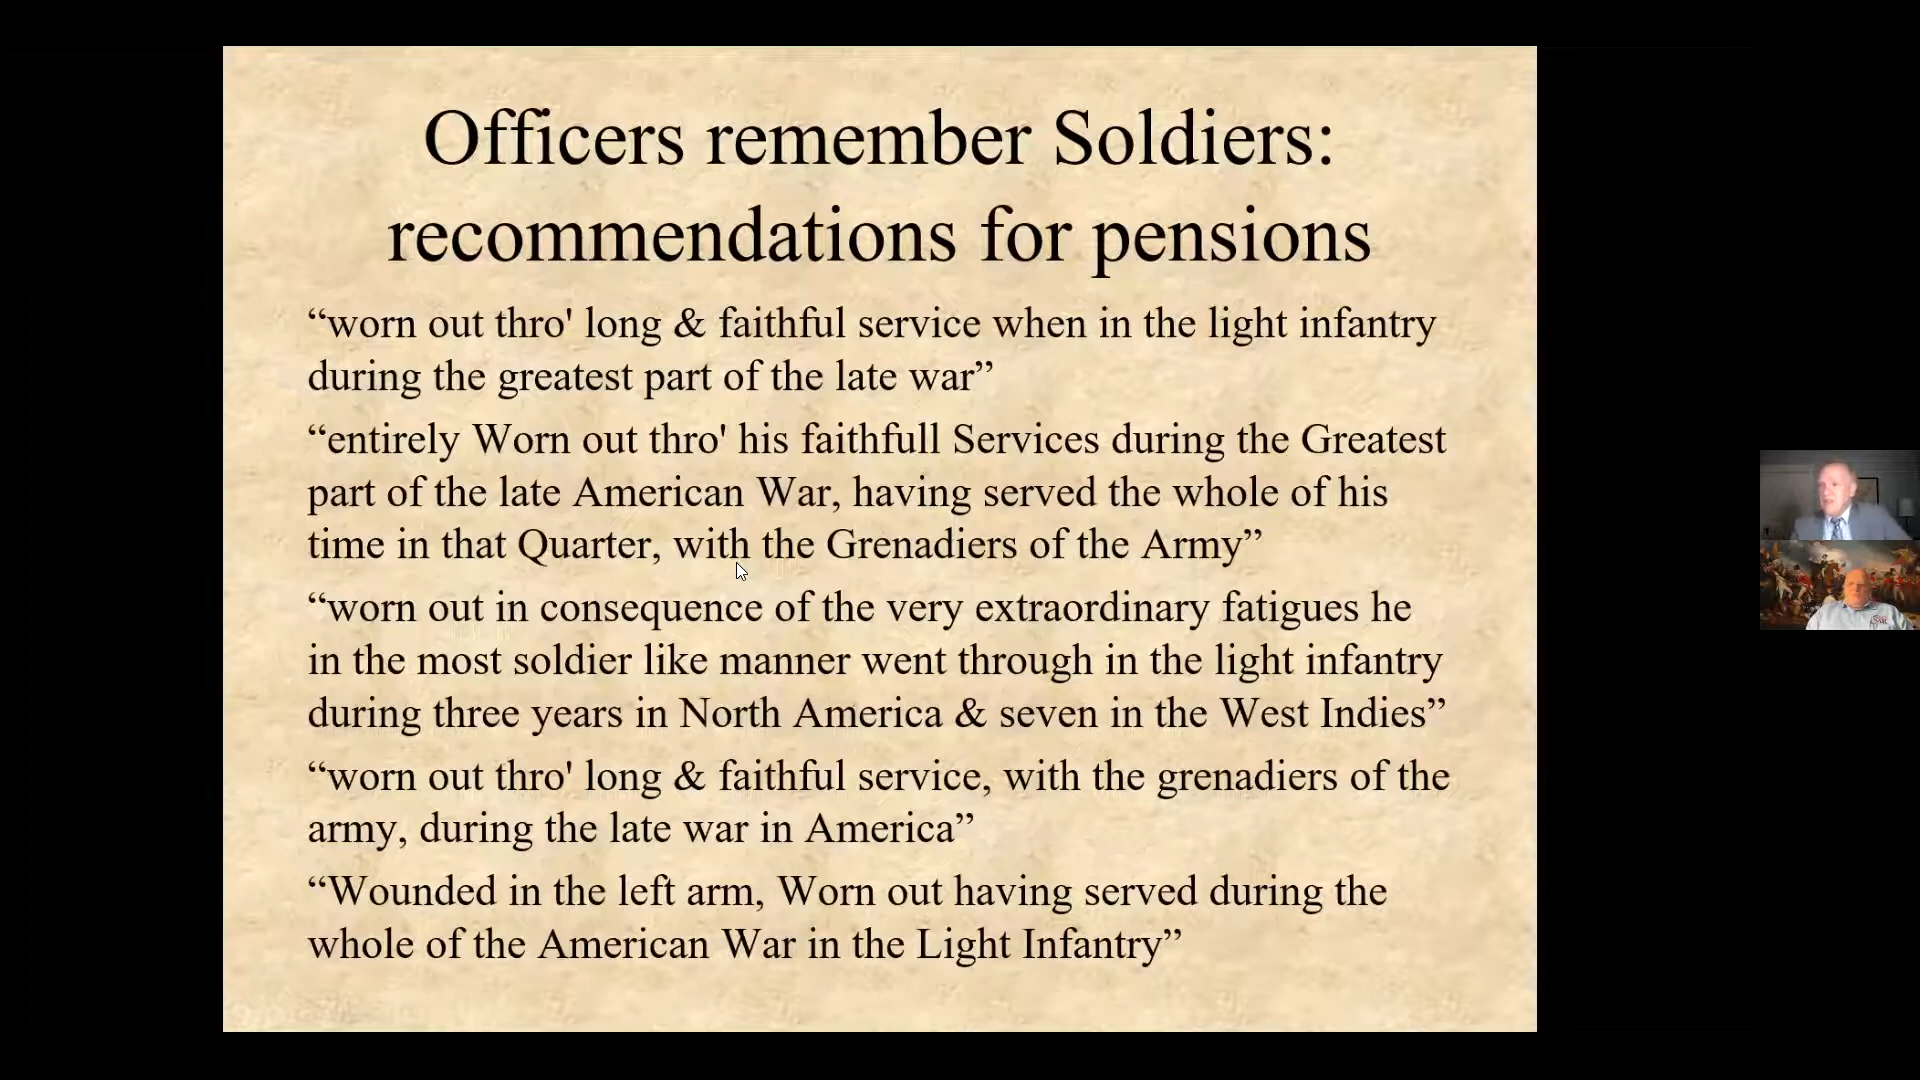 Officers remember Soldiers:
recommendations for pensions
“worn out thro' long & faithful service when in the light infantry
during the greatest part of the late war”
“entirely Worn out thro' his faithfull Services during the Greatest
part of the late American War, having served the whole of his
time in that Quarter, with the Grenadiers of the Army”
“worn out in consequence of the very extraordinary fatigues he
in the most soldier like manner went through in the light infantry
during three years in North America & seven in the West Indies”
“worn out thro' long & faithful service, with the grenadiers of the
army, during the late war in America”
“Wounded in the left arm, Worn out having served during the
whole of the American War in the Light Infantry”